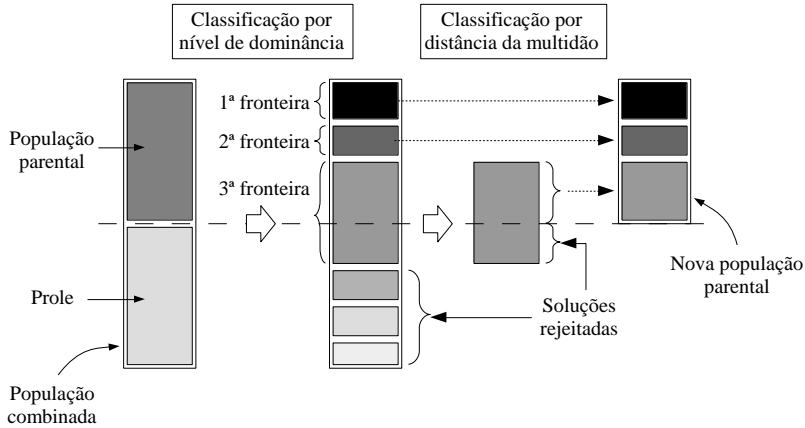 Classificação por
nível de dominância
Classificação por
distância da multidão
1ª fronteira
2ª fronteira
3ª fronteira
População
parental
Prole
População
combinada
Soluções
rejeitadas
Nova população
parental